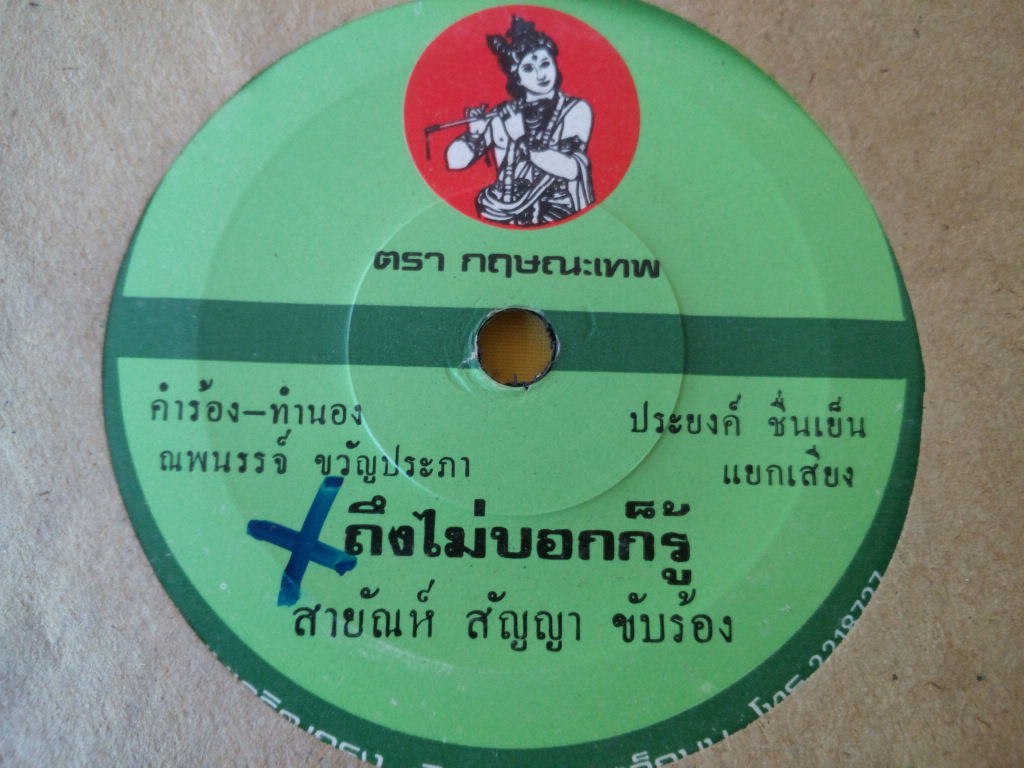 ตรา กฤษณะเทพ
คำร้อง-ทำนอง
ณพนรรจ์ ขวัญประภา
ประยงค์ ชื่นเย็น
แยกเสียง
ถึงไม่บอกก็รู้
สายัณห์ สัญญา ขับร้อง
โทร. 2218727